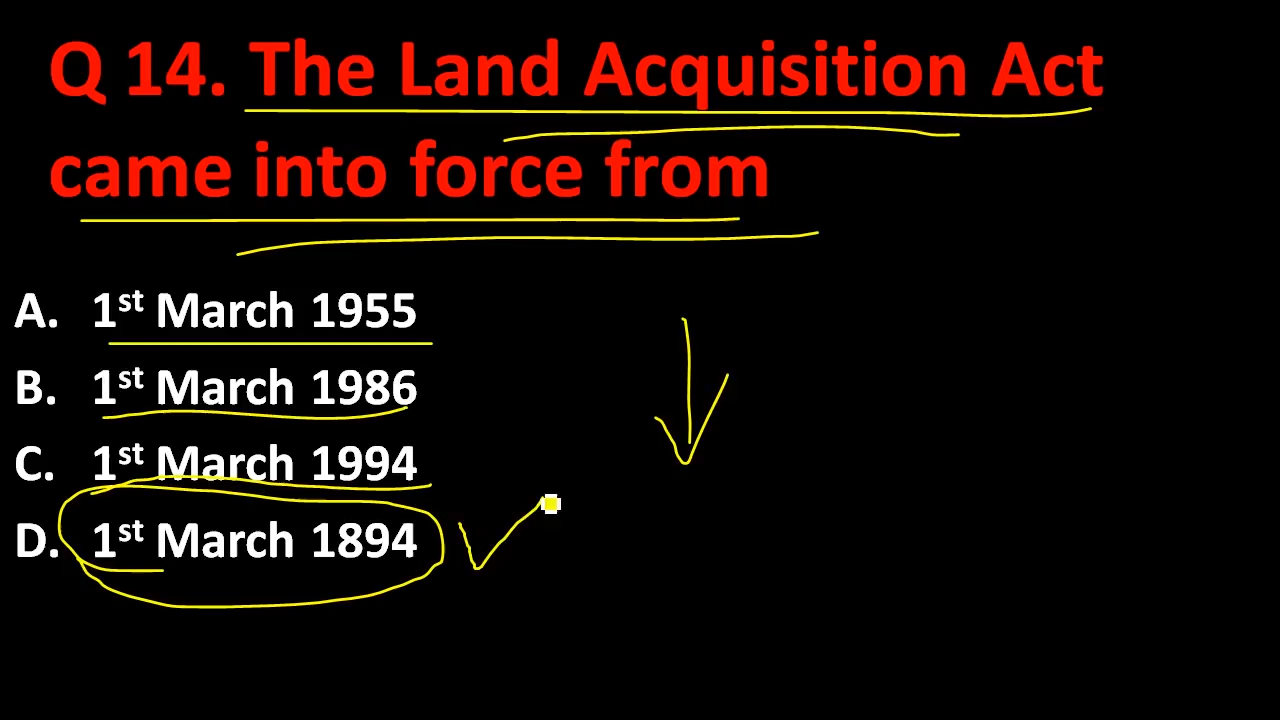 Q 14. The Land Acquisition Act
came into force from
A. 1st March 1955
B. 1st March 1986
C. 1st March 1994
D. 1st March 1894